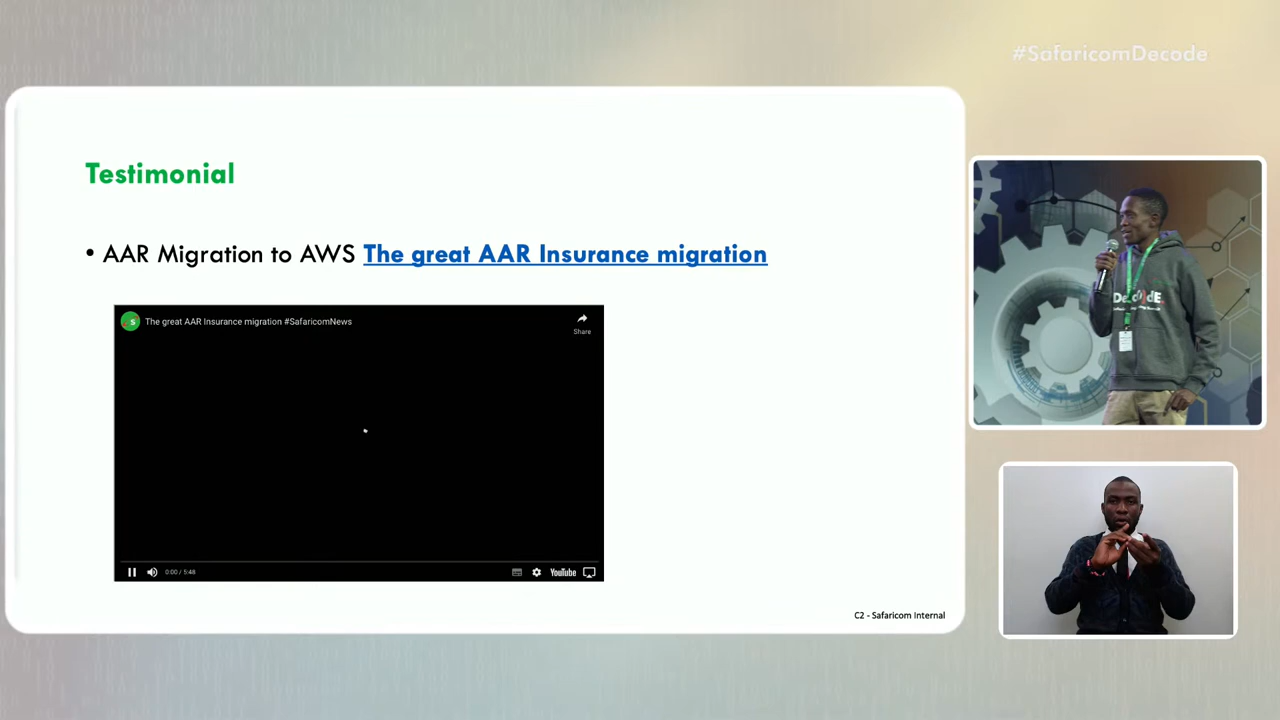 #SafaricomDecode
Testimonial
• AAR Migration to AWS The great AAR Insurance migration
The great AAR Insurance migration #SafaricomNews
Share
0:00 / 5:48
YouTube
C2 - Safaricom Internal